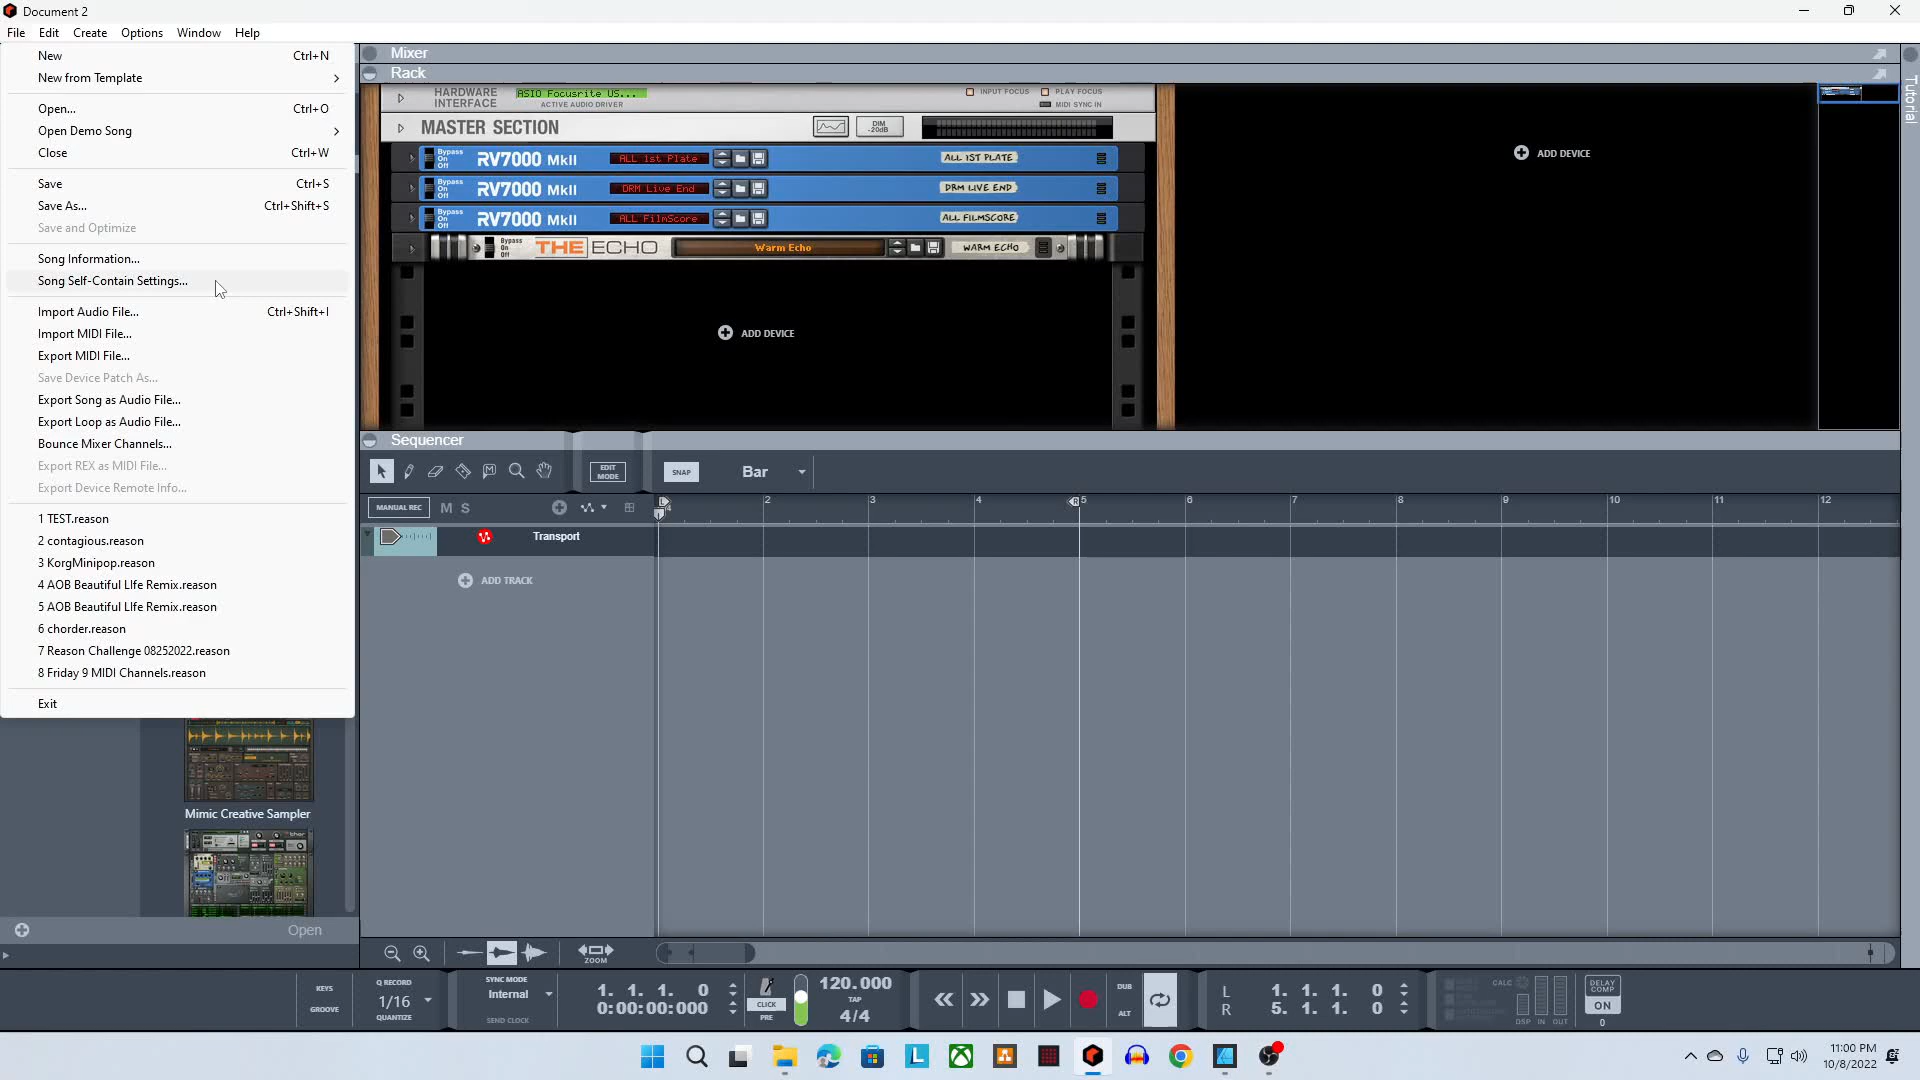 Document 2
File Edit Create Options Window Help
New Ctrl+N
New from Template
Open... Ctrl+O
Open Demo Song
Close Ctrl+W
Save Ctrl+S
Save As... Ctrl+Shift+S
Save and Optimize
Song Information...
Song Self-Contain Settings...
Import Audio File... Ctrl+Shift+I
Import MIDI File...
Export MIDI File...
Save Device Patch As...
Export Song as Audio File...
Export Loop as Audio File...
Bounce Mixer Channels...
Export REX as MIDI File...
Export Device Remote Info...
1 TEST.reason
2 contagious.reason
3 KorgMinipop.reason
4 AOB Beautiful LIfe Remix.reason
5 AOB Beautiful LIfe Remix.reason
6 chorder.reason
7 Reason Challenge 08252022.reason
8 Friday 9 MIDI Channels.reason
Exit
Mimic Creative Sampler
Open
Mixer
Rack
HARDWARE
INTERFACE
ASIO Focusrite US...
ACTIVE AUDIO DRIVER
INPUT FOCUS PLAY FOCUS
MIDI SYNC IN
MASTER SECTION
DIM
-20dB
Bypass
On
Off
RV7000 MkII ALL 1st Plate ALL 1ST PLATE
Bypass
On
Off
RV7000 MkII DRM Live End DRM LIVE END
Bypass
On
Off
RV7000 MkII ALL FilmScore ALL FILMSCORE
Bypass
On
Off
THE ECHO Warm Echo WARM ECHO
ADD DEVICE
ADD DEVICE
Tutorial
Sequencer
EDIT
MODE
SNAP Bar
MANUAL REC M S
L 2 3 4 R 5 6 7 8 9 10 11 12
Transport
ADD TRACK
ZOOM
KEYS
GROOVE
Q RECORD
1/16
QUANTIZE
SYNC MODE
Internal
SEND CLOCK
1. 1. 1. 0
0:00:00:000
CLICK
PRE
120.000
TAP
4/4
DUB
ALT
L 1. 1. 1. 0
R 5. 1. 1. 0
CALC
DSP IN OUT
DELAY
COMP
ON
0
11:00 PM
10/8/2022